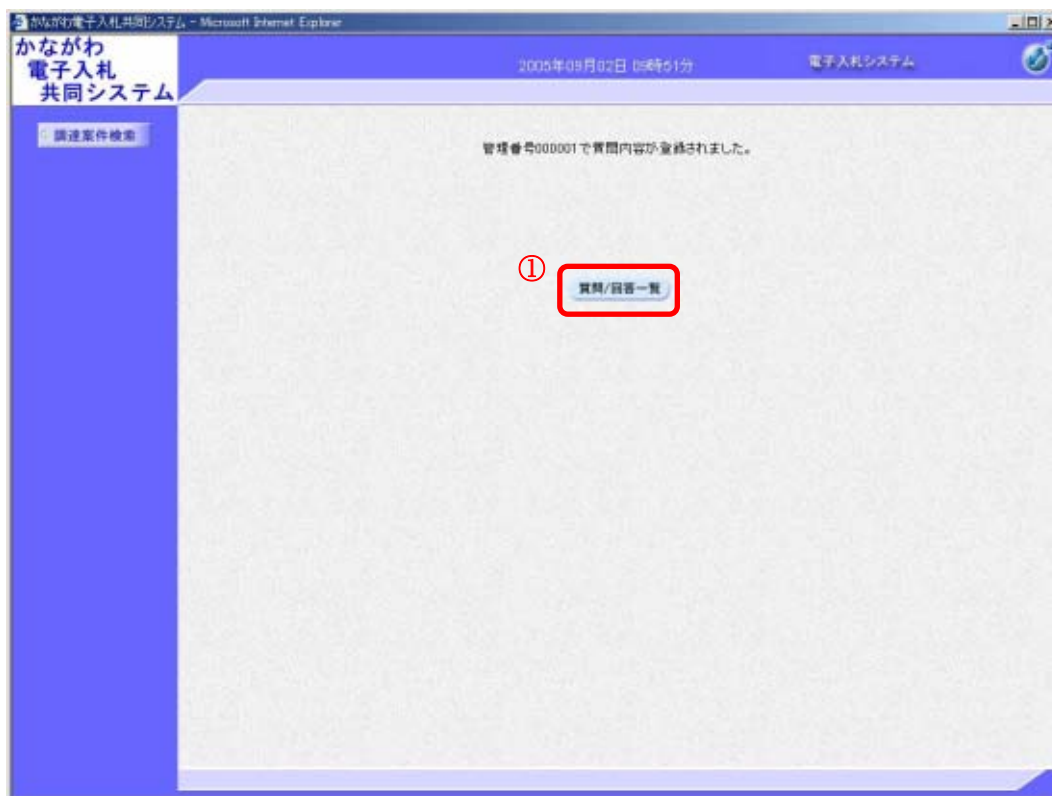 かながわ電子入札共同システム - Microsoft Internet Explorer
かながわ
電子入札
共同システム
2005年09月02日 09時51分
電子入札システム
調達案件検索
管理番号000001で質問内容が登録されました。
①
質問/回答一覧